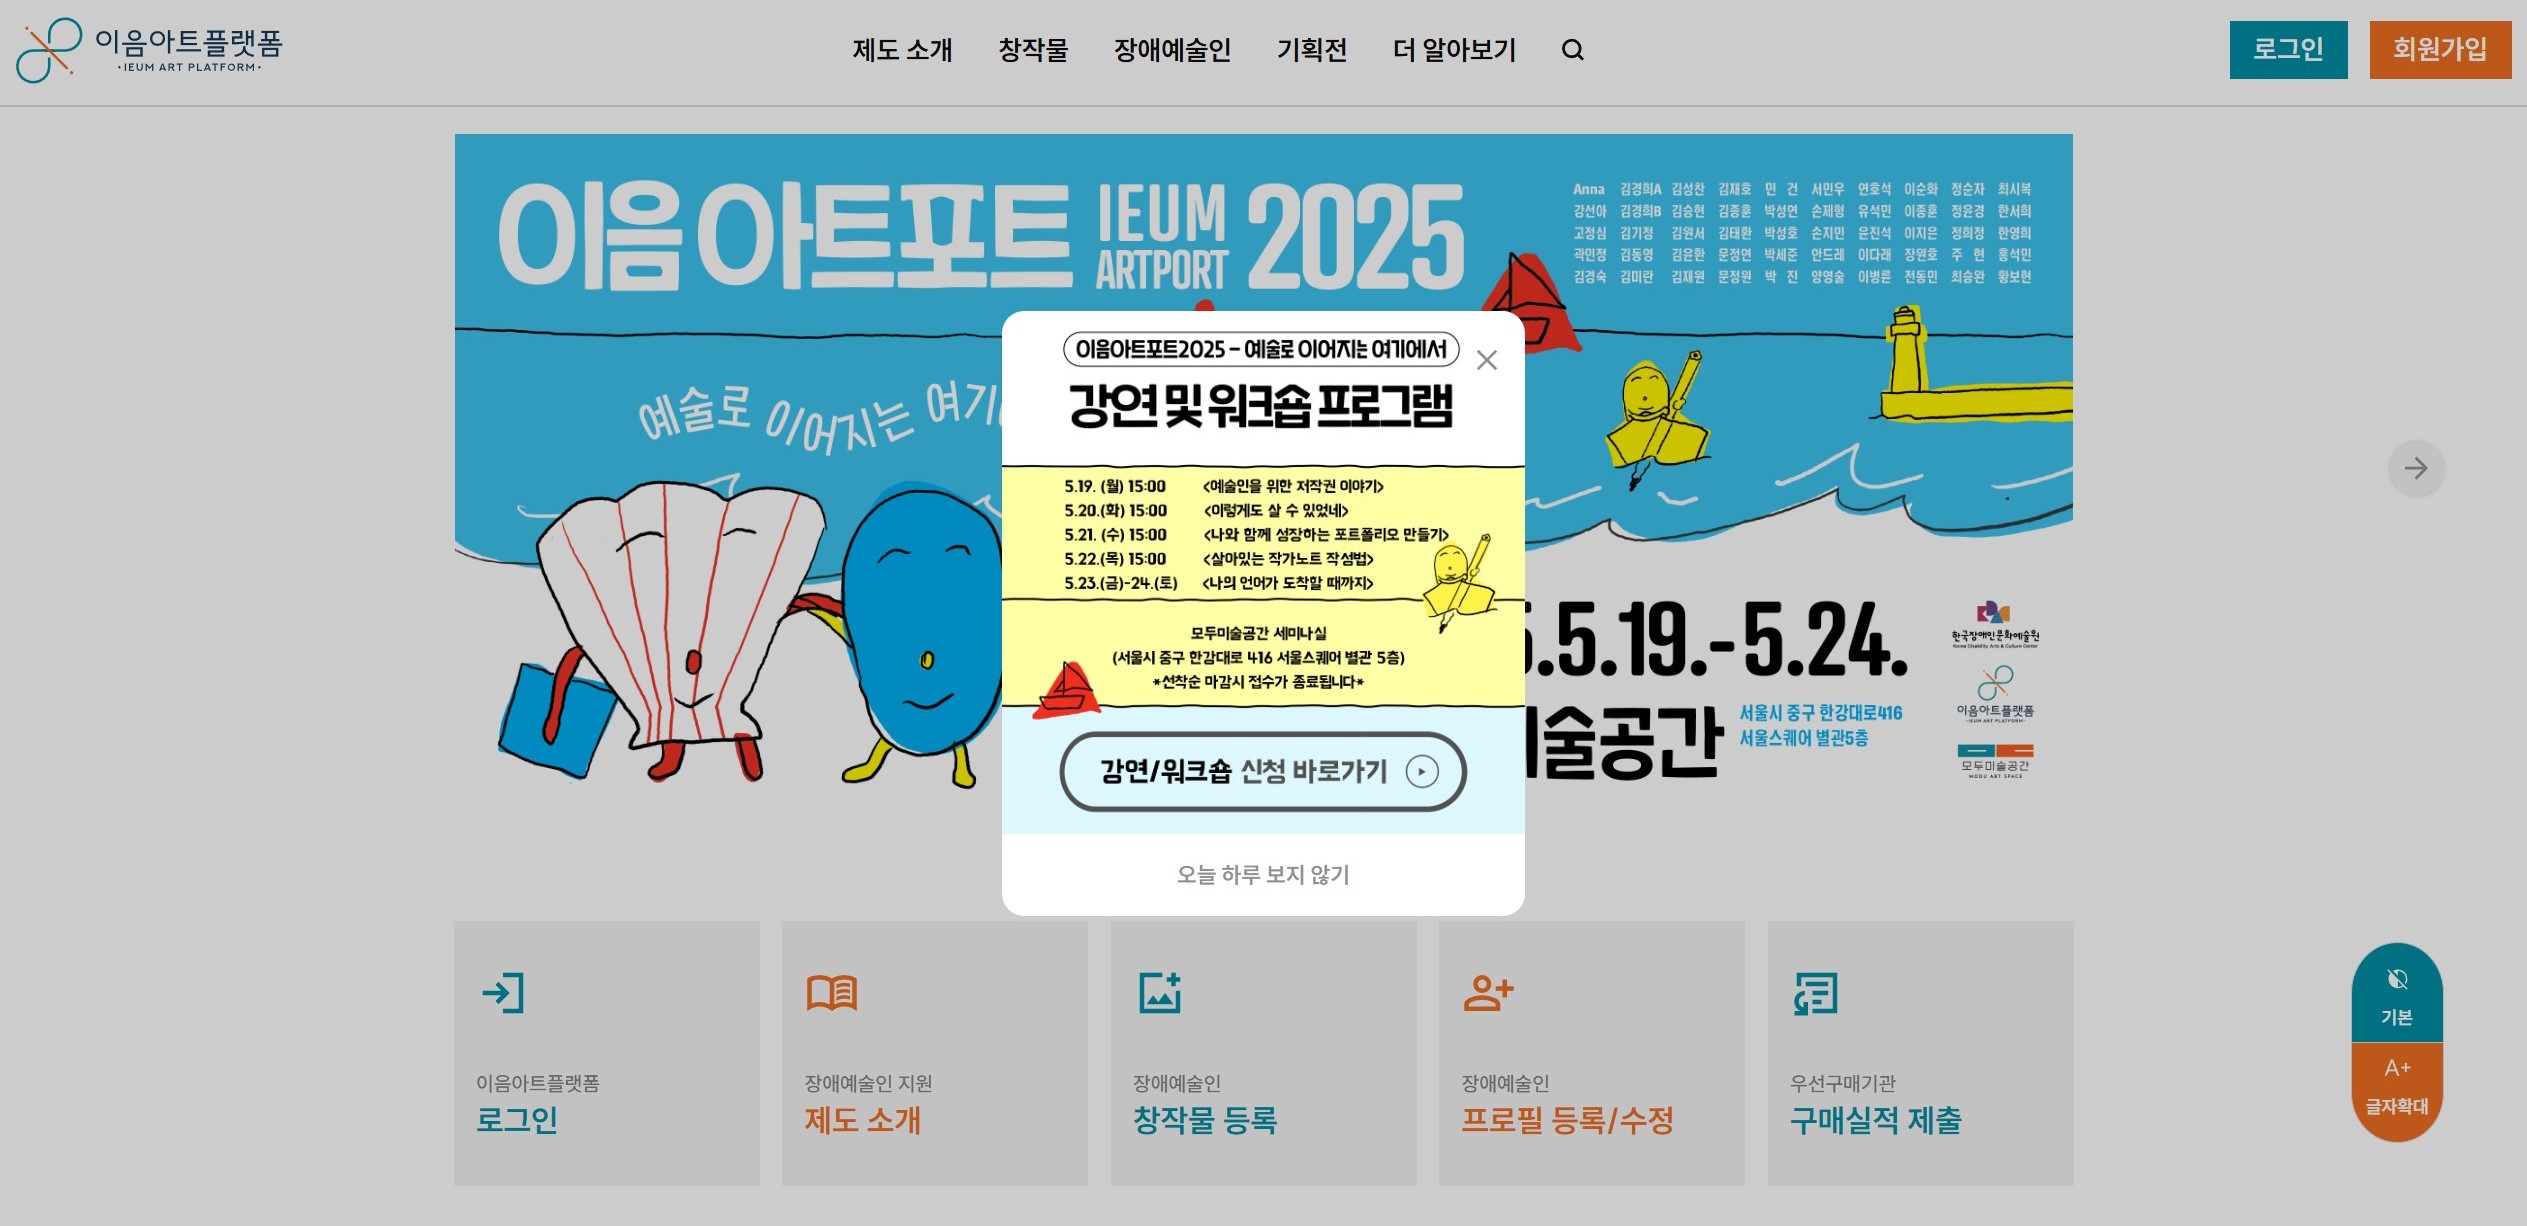 이음아트플랫폼
·IEUM ART PLATFORM·
제도 소개 창작물 장애예술인 기획전 더 알아보기
로그인 회원가입
이음 아트포트 IEUM ARTPORT 2025
Anna 김경희A 김성찬 김재호 민 건 서민우 연호석 이순화 정순자 최시복
강선아 김경희B 김승현 김종훈 박성연 손제형 유석민 이종훈 정윤경 한서희
고정심 김기정 김원서 김태환 박성호 손지민 윤진석 이지은 정희정 한영희
곽민정 김동영 김윤환 문정연 박세준 안드레 이다래 장원호 주 현 홍석민
김경숙 김미란 김재원 문정원 박 진 양영술 이병륜 전동민 최승완 황보현
예술로 이어지는 여기
이음아트포트2025 – 예술로 이어지는 여기에서
강연 및 워크숍 프로그램
5.19. (월) 15:00 <예술인을 위한 저작권 이야기>
5.20.(화) 15:00 <이렇게도 살 수 있었네>
5.21. (수) 15:00 <나와 함께 성장하는 포트폴리오 만들기>
5.22.(목) 15:00 <살아있는 작가노트 작성법>
5.23.(금)-24.(토) <나의 언어가 도착할 때까지>
모두미술공간 세미나실
(서울시 중구 한강대로 416 서울스퀘어 별관 5층)
*선착순 마감시 접수가 종료됩니다*
강연/워크숍 신청 바로가기
오늘 하루 보지 않기
.5.19.-5.24.
술공간
서울시 중구 한강대로416
서울스퀘어 별관5층
한국장애인문화예술원
Korea Disability Arts & Culture Center
이음아트플랫폼
·IEUM ART PLATFORM·
모두미술공간
MODU ART SPACE
이음아트플랫폼
로그인
장애예술인 지원
제도 소개
장애예술인
창작물 등록
장애예술인
프로필 등록/수정
우선구매기관
구매실적 제출
기본
A+
글자확대